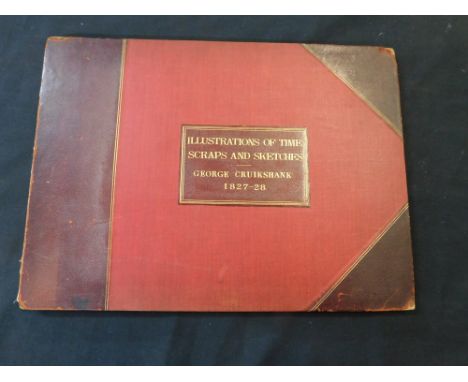 ILLUSTRATIONS OF TIME
SCRAPS AND SKETCHES
GEORGE CRUIKSHANK
1827-28